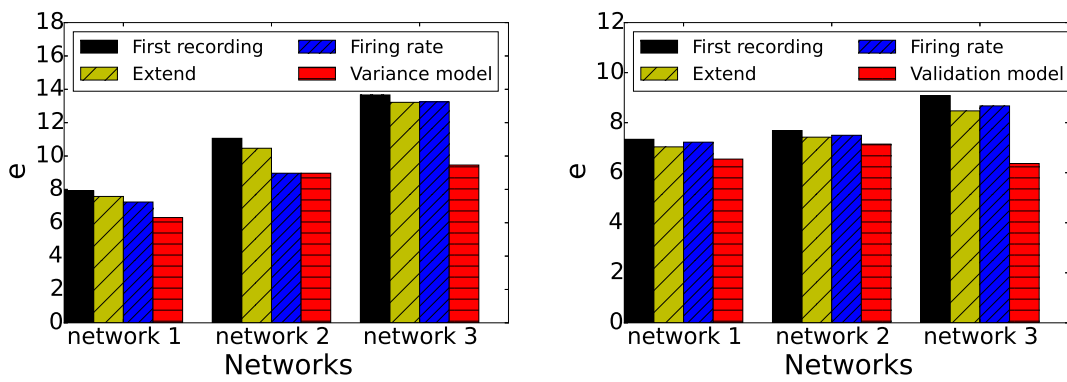 18
16
14
12
10
8
6
4
2
0
e
First recording
Firing rate
Extend
Variance model
network 1
network 2
network 3
Networks
12
10
8
6
4
2
0
e
First recording
Firing rate
Extend
Validation model
network 1
network 2
network 3
Networks